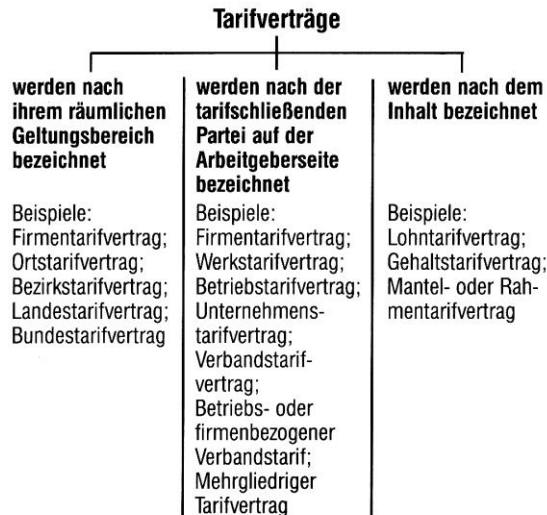 Tarifverträge
werden nach
ihrem räumlichen
Geltungsbereich
bezeichnet
Beispiele:
Firmentarifvertrag;
Ortstarifvertrag;
Bezirkstarifvertrag;
Landestarifvertrag;
Bundestarifvertrag
werden nach der
tarifschließenden
Partei auf der
Arbeitgeberseite
bezeichnet
Beispiele:
Firmentarifvertrag;
Werkstarifvertrag;
Betriebstarifvertrag;
Unternehmens-
tarifvertrag;
Verbandstarif-
vertrag;
Betriebs- oder
firmenbezogener
Verbandstarif;
Mehrgliedriger
Tarifvertrag
werden nach dem
Inhalt bezeichnet
Beispiele:
Lohntarifvertrag;
Gehaltstarifvertrag;
Mantel- oder Rah-
mentarifvertrag